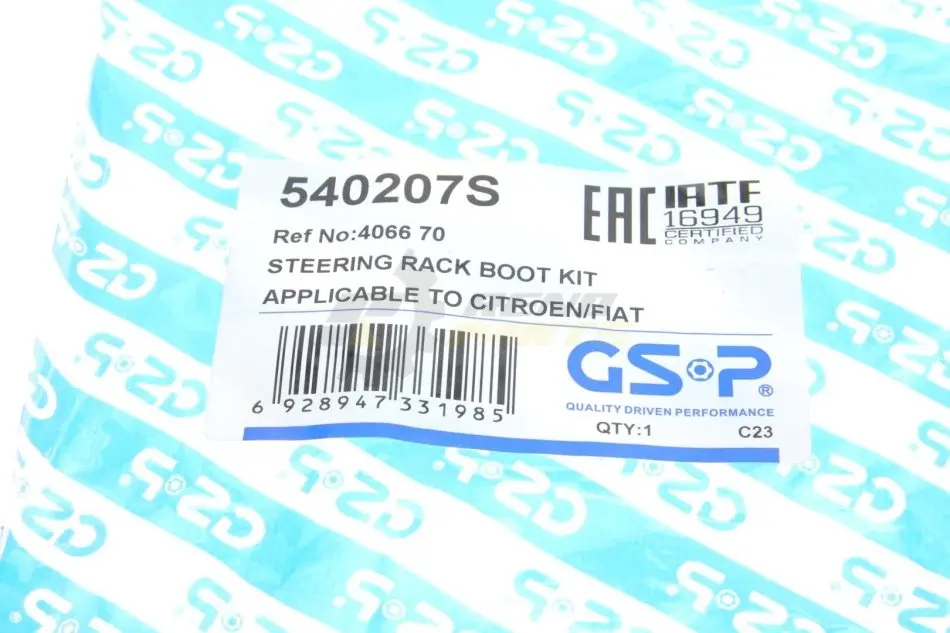 540207S
EAC
IATF
16949
CERTIFIED
COMPANY
Ref No:4066 70
STEERING RACK BOOT KIT
APPLICABLE TO CITROEN/FIAT
6 928947 331985
GSP®
QUALITY DRIVEN PERFORMANCE
QTY:1
C23